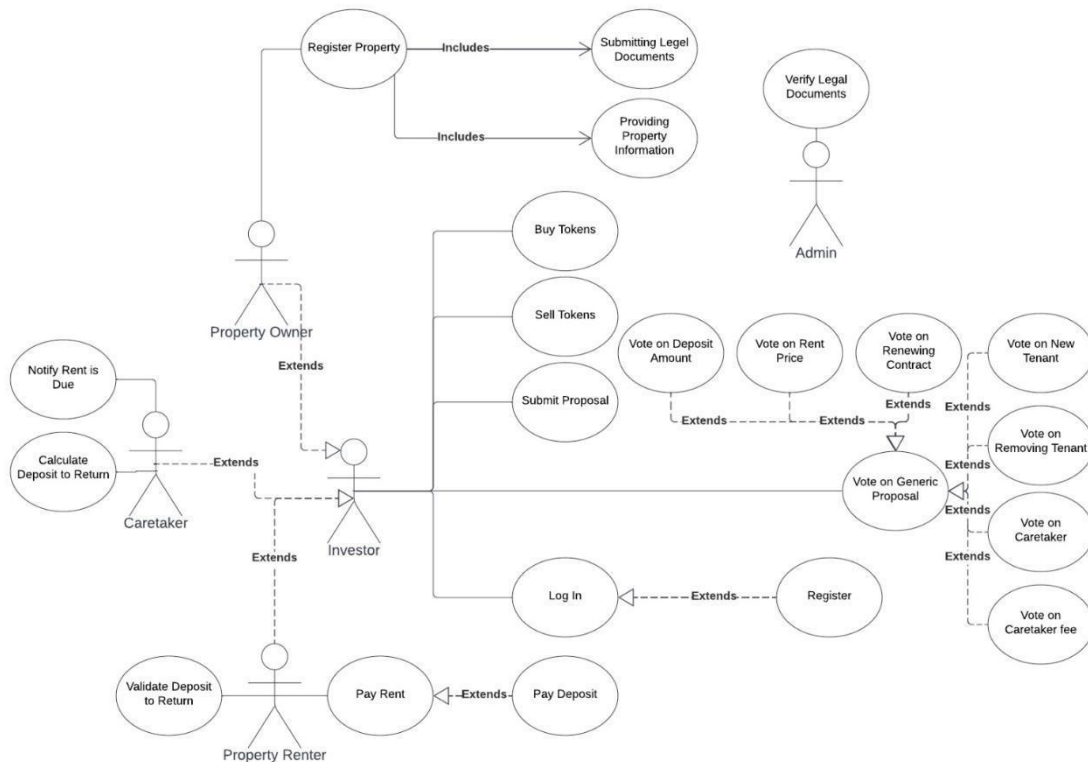 Register Property
Includes
Submitting Legel
Documents
Verify Legal
Documents
Includes
Providing
Property
Information
Admin
Buy Tokens
Property Owner
Sell Tokens
Extends
Vote on Deposit
Amount
Vote on Rent
Price
Vote on
Renewing
Contract
Vote on New
Tenant
Notify Rent is
Due
Submit Proposal
Extends
Extends
Extends
Extends
Calculate
Deposit to Return
Extends
Caretaker
Investor
Vote on Generic
Proposal
Vote on
Removing Tenant
Extends
Extends
Vote on
Caretaker
Extends
Extends
Log In
Extends
Register
Vote on
Caretaker fee
Validate Deposit
to Return
Pay Rent
Extends
Pay Deposit
Property Renter